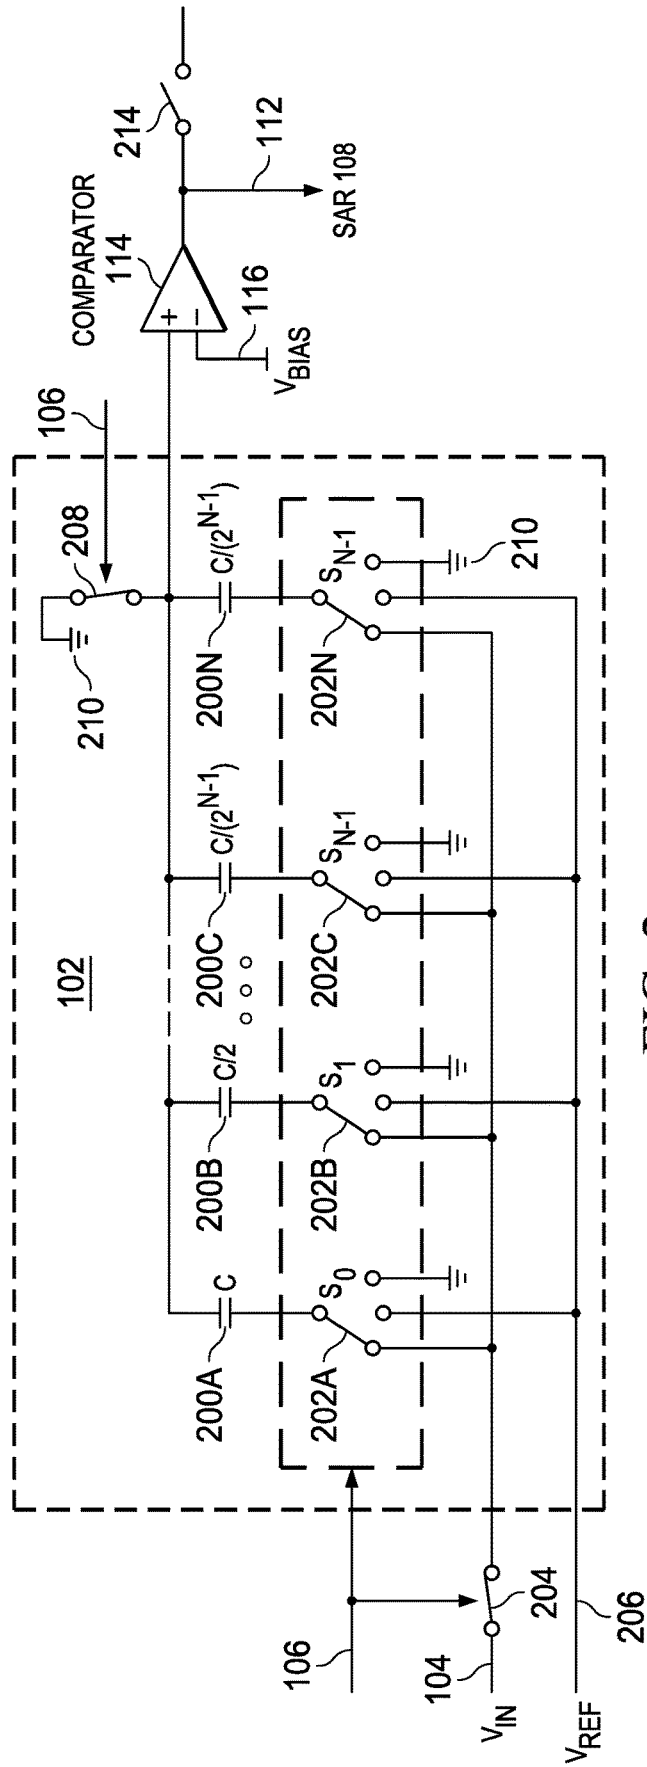 COMPARATOR
114
214
112
SAR 108
116
V_BIAS
106
208
210
102
200A
C
200B
C/2
200C
C/(2^N-1)
200N
C/(2^N-1)
202A
S_0
202B
S_1
202C
S_N-1
202N
S_N-1
210
106
104
V_IN
204
V_REF
206